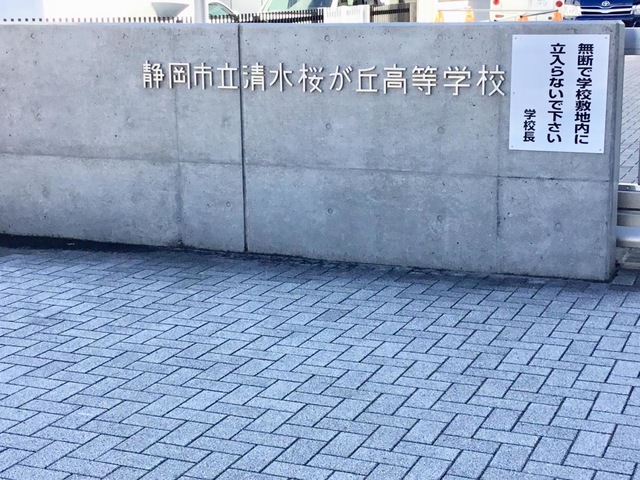 静岡市立清水桜が丘高等学校
無断で学校敷地内に
立入らないで下さい
学校長